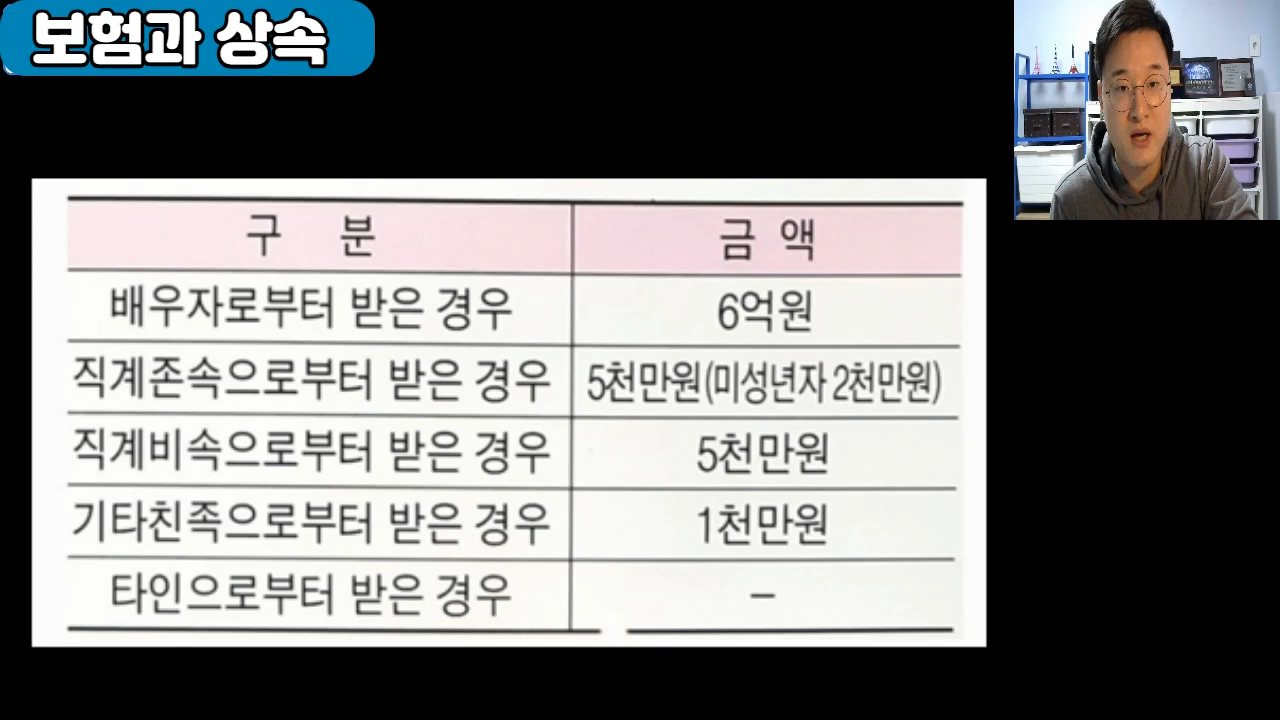 보험과 상속
구 분 금 액
배우자로부터 받은 경우 6억원
직계존속으로부터 받은 경우 5천만원(미성년자 2천만원)
직계비속으로부터 받은 경우 5천만원
기타친족으로부터 받은 경우 1천만원
타인으로부터 받은 경우 –